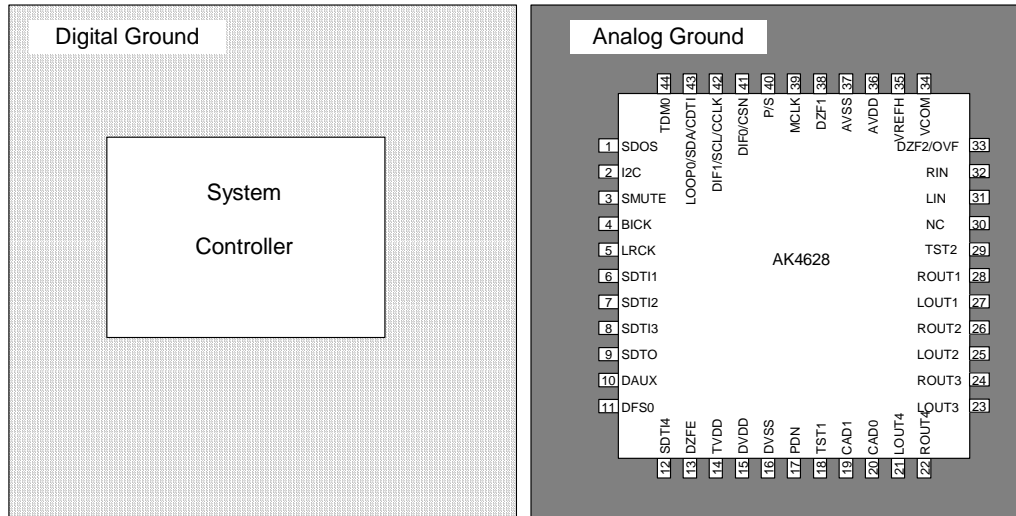 Digital Ground
System
Controller
Analog Ground
44 43 42 41 40 39 38 37 36 35 34
TDM0
LOOP0/SDA/CDTI
DIF1/SCL/CCLK
DIF0/CSN
P/S
MCLK
DZF1
AVSS
AVDD
VREFH
VCOM
1 SDOS
2 I2C
3 SMUTE
4 BICK
5 LRCK
6 SDTI1
7 SDTI2
8 SDTI3
9 SDTO
10 DAUX
11 DFS0
AK4628
DZF2/OVF 33
RIN 32
LIN 31
NC 30
TST2 29
ROUT1 28
LOUT1 27
ROUT2 26
LOUT2 25
ROUT3 24
LOUT3 23
SDTI4
DZFE
TVDD
DVDD
DVSS
PDN
TST1
CAD1
CAD0
LOUT4
ROUT4
12 13 14 15 16 17 18 19 20 21 22